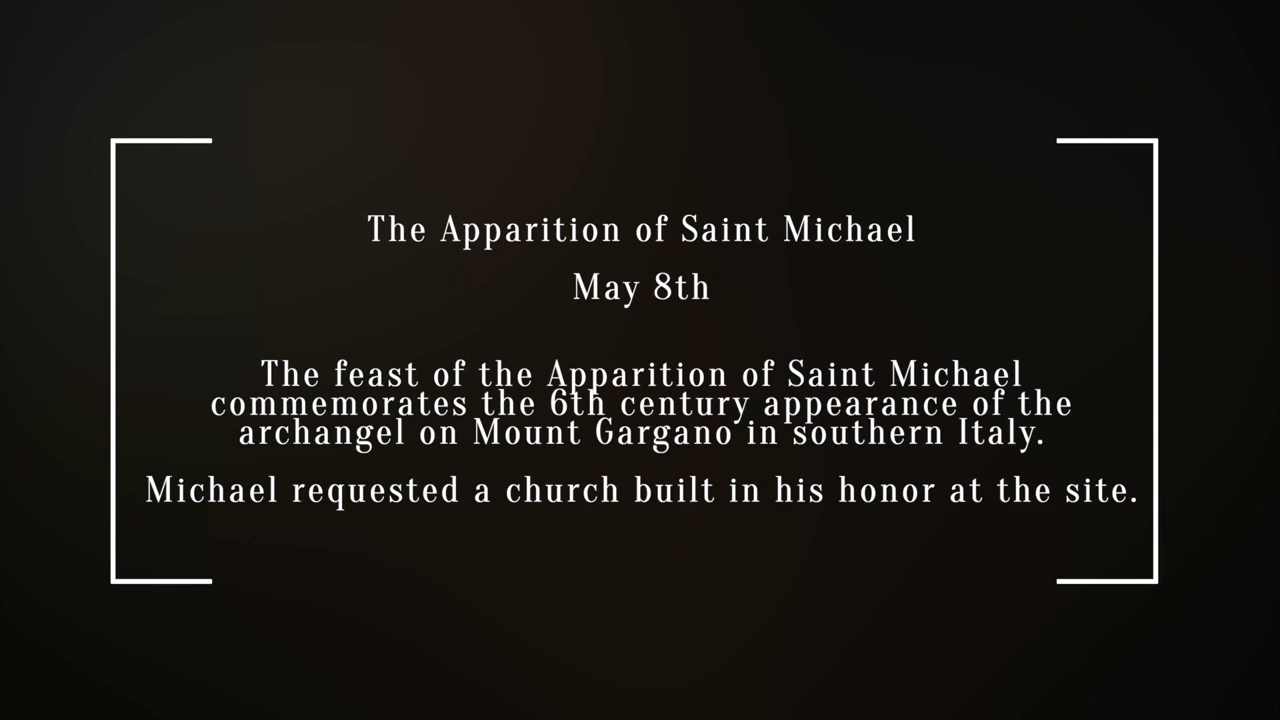 The Apparition of Saint Michael
May 8th
The feast of the Apparition of Saint Michael
commemorates the 6th century appearance of the
archangel on Mount Gargano in southern Italy.
Michael requested a church built in his honor at the site.